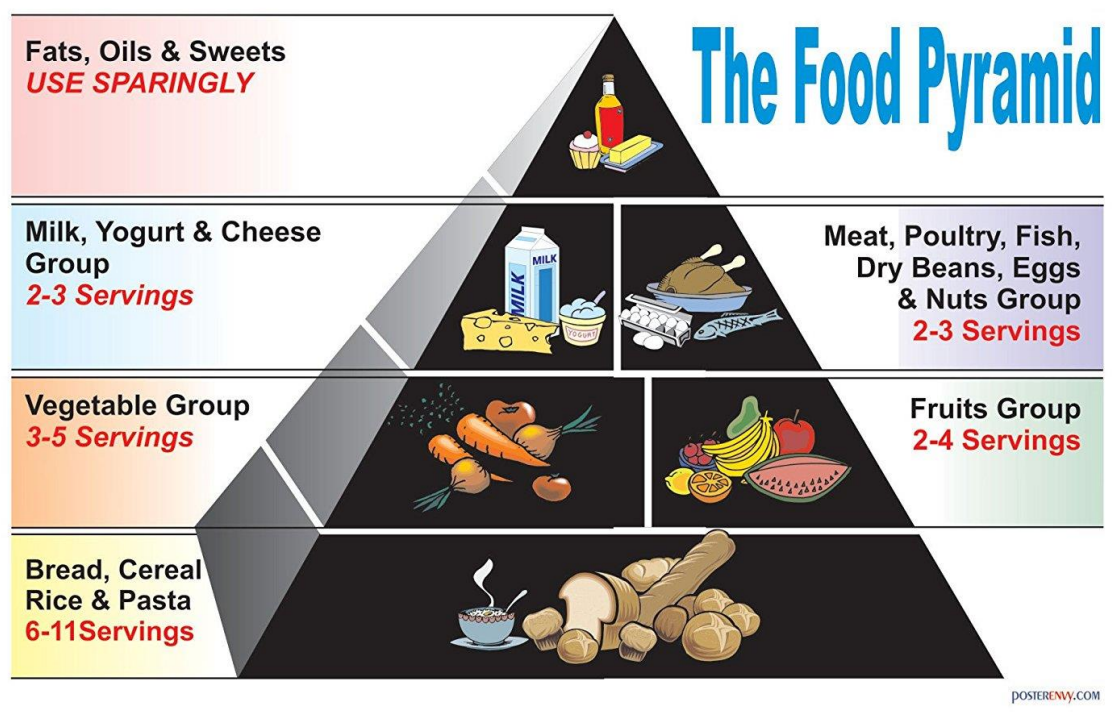 The Food Pyramid
Fats, Oils & Sweets
USE SPARINGLY
Milk, Yogurt & Cheese
Group
2-3 Servings
MILK
MILK
YOGURT
Meat, Poultry, Fish,
Dry Beans, Eggs
& Nuts Group
2-3 Servings
Vegetable Group
3-5 Servings
Fruits Group
2-4 Servings
Bread, Cereal
Rice & Pasta
6-11Servings
POSTERENVY.COM